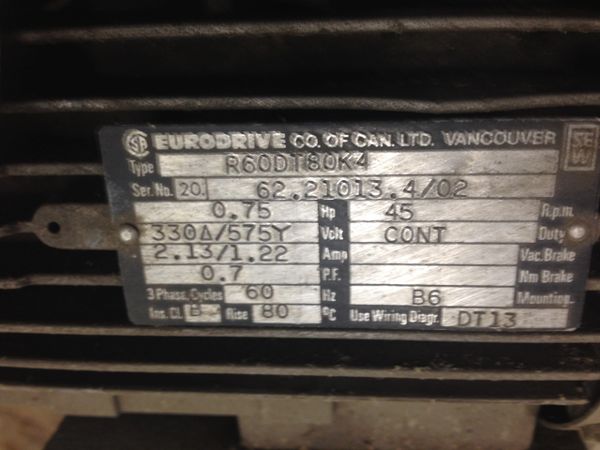 SA EURODRIVE CO. OF CAN. LTD. VANCOUVER SEW
Type R60DT80K4
Ser. No. 20. 62.21013.4/02
0.75 Hp 45 R.p.m.
330Δ/575Y Volt CONT Duty
2.13/1.22 Amp Vac. Brake
0.7 P.F. Nm Brake
3 Phase, Cycles 60 Hz B6 Mounting
Ins. Cl. B Rise 80 °C Use Wiring Diagr. DT13